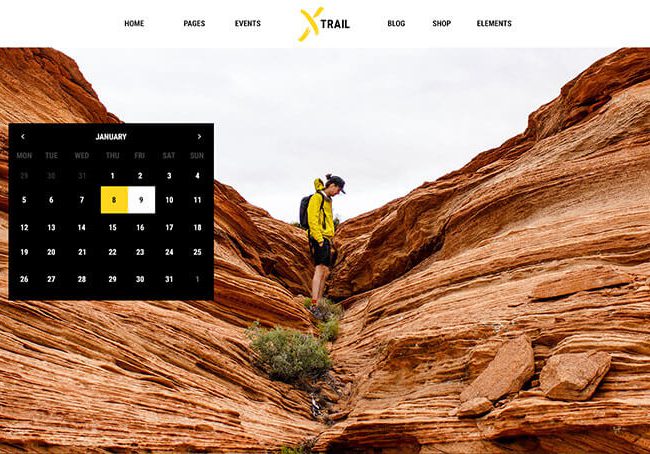 HOME PAGES EVENTS X TRAIL BLOG SHOP ELEMENTS
‹ JANUARY ›
MON TUE WED THU FRI SAT SUN
29 30 31 1 2 3 4
5 6 7 8 9 10 11
12 13 14 15 16 17 18
19 20 21 22 23 24 25
26 27 28 29 30 31 1